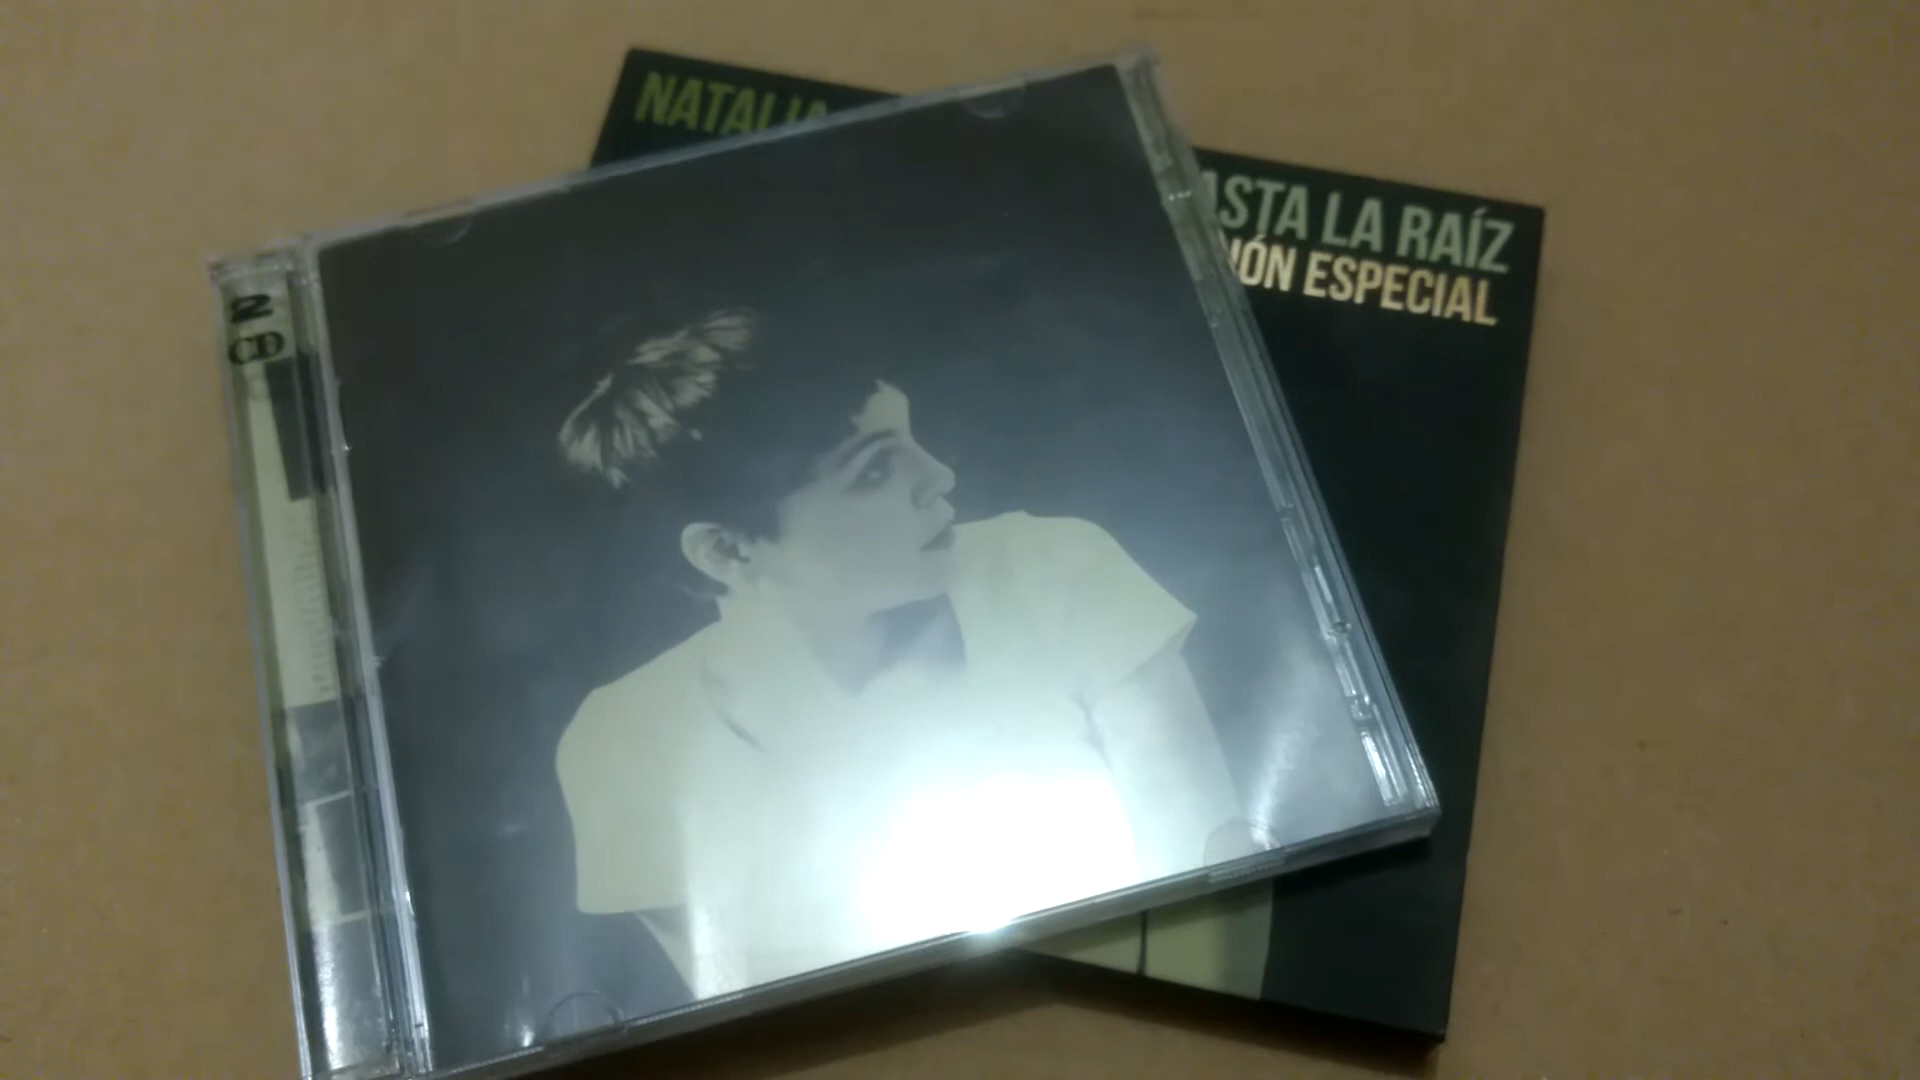 NATALIA
ASTA LA RAÍZ
IÓN ESPECIAL
2
CD